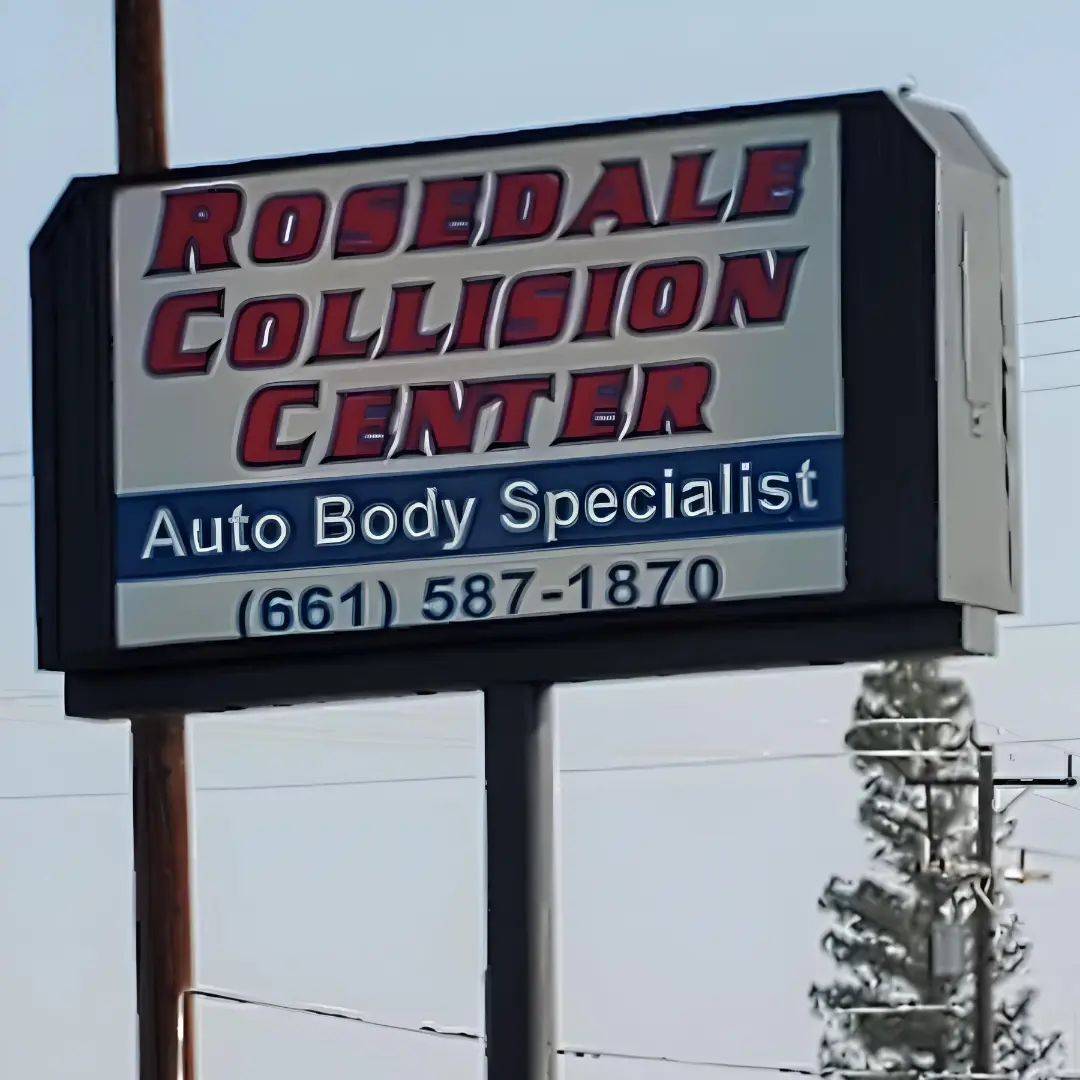 ROSEDALE
COLLISION
CENTER
Auto Body Specialist
(661) 587-1870